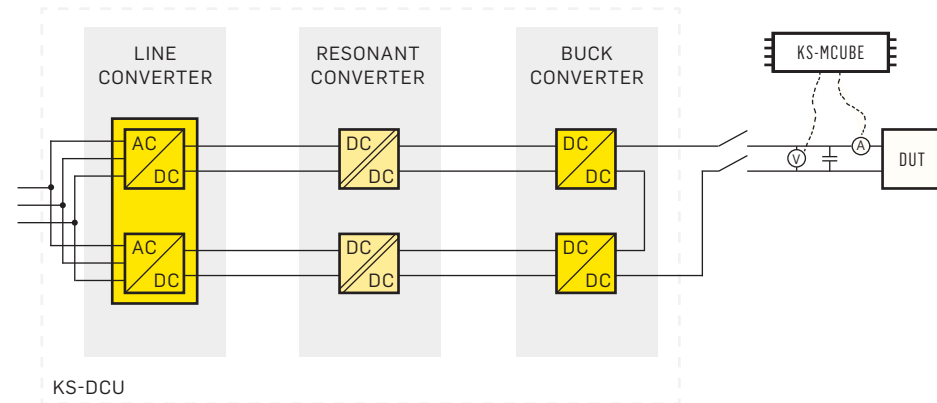 LINE
CONVERTER
RESONANT
CONVERTER
BUCK
CONVERTER
KS-MCUBE
AC
DC
DC
DC
DC
DC
V
A
DUT
AC
DC
DC
DC
DC
DC
KS-DCU